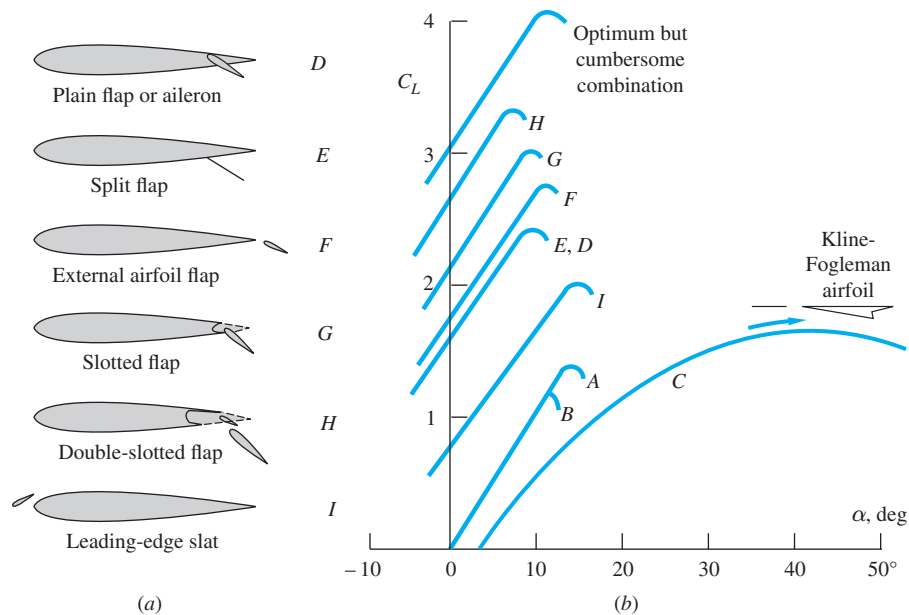 D
Plain flap or aileron
E
Split flap
F
External airfoil flap
G
Slotted flap
H
Double-slotted flap
I
Leading-edge slat
(a)
4
C_L
3
2
1
Optimum but
cumbersome
combination
H
G
F
E, D
I
A
B
C
Kline-
Fogleman
airfoil
α, deg
–10
0
10
20
30
40
50°
(b)